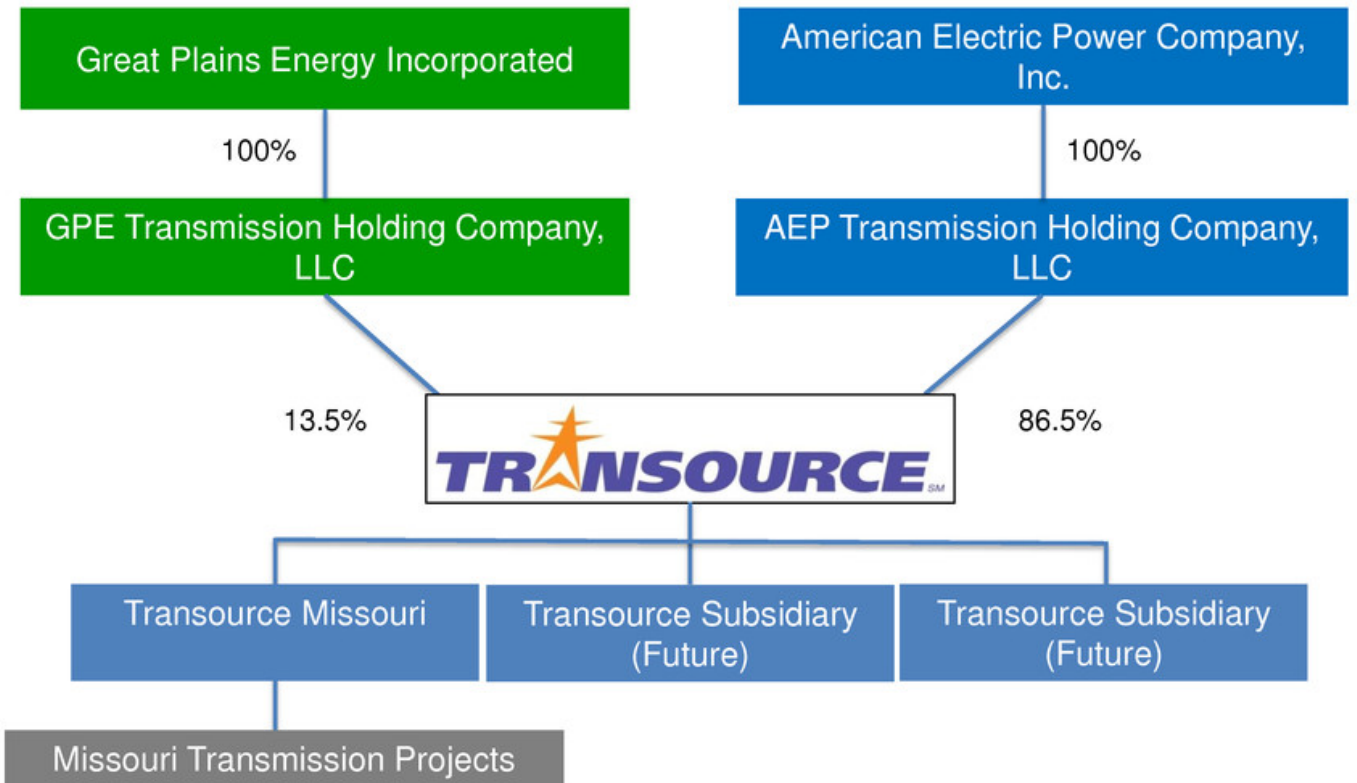 Great Plains Energy Incorporated
American Electric Power Company,
Inc.
100%
100%
GPE Transmission Holding Company,
LLC
AEP Transmission Holding Company,
LLC
13.5%
86.5%
TRANSOURCE SM
Transource Missouri
Transource Subsidiary
(Future)
Transource Subsidiary
(Future)
Missouri Transmission Projects